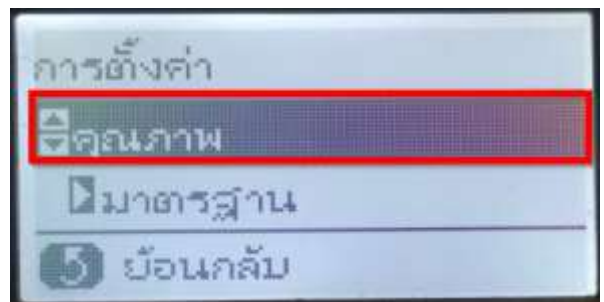 การตั้งค่า
คุณภาพ
มาตรฐาน
ย้อนกลับ